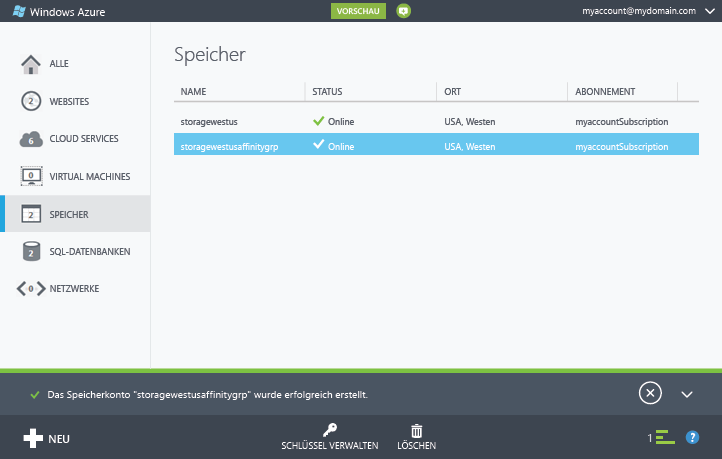 Windows Azure
VORSCHAU
myaccount@mydomain.com
ALLE
2 WEBSITES
6 CLOUD SERVICES
0 VIRTUAL MACHINES
2 SPEICHER
2 SQL-DATENBANKEN
0 NETZWERKE
Speicher
NAME STATUS ORT ABONNEMENT
storagewestus Online USA, Westen myaccountSubscription
storagewestusaffinitygrp Online USA, Westen myaccountSubscription
Das Speicherkonto "storagewestusaffinitygrp" wurde erfolgreich erstellt.
NEU
SCHLÜSSEL VERWALTEN
LÖSCHEN
1
?